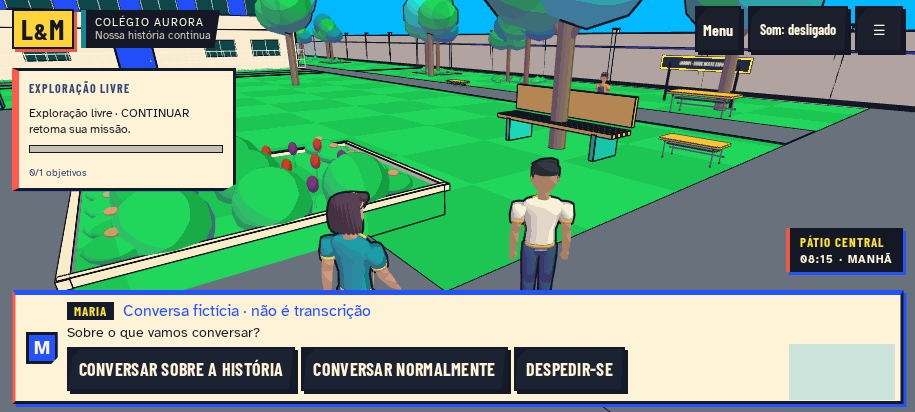 L&M
COLÉGIO AURORA
Nossa história continua
Menu
Som: desligado
☰
EXPLORAÇÃO LIVRE
Exploração livre · CONTINUAR
retoma sua missão.
0/1 objetivos
PÁTIO CENTRAL
08:15 · MANHÃ
MARIA
Conversa fictícia · não é transcrição
M
Sobre o que vamos conversar?
CONVERSAR SOBRE A HISTÓRIA
CONVERSAR NORMALMENTE
DESPEDIR-SE